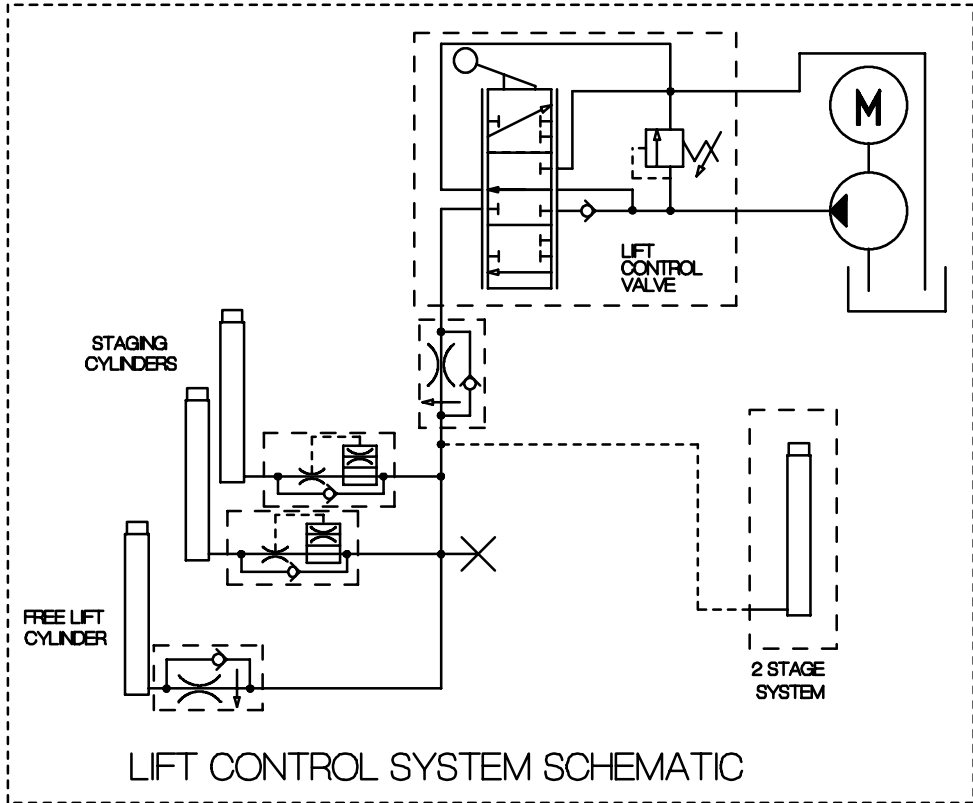 M
LIFT
CONTROL
VALVE
STAGING
CYLINDERS
FREE LIFT
CYLINDER
2 STAGE
SYSTEM
LIFT CONTROL SYSTEM SCHEMATIC